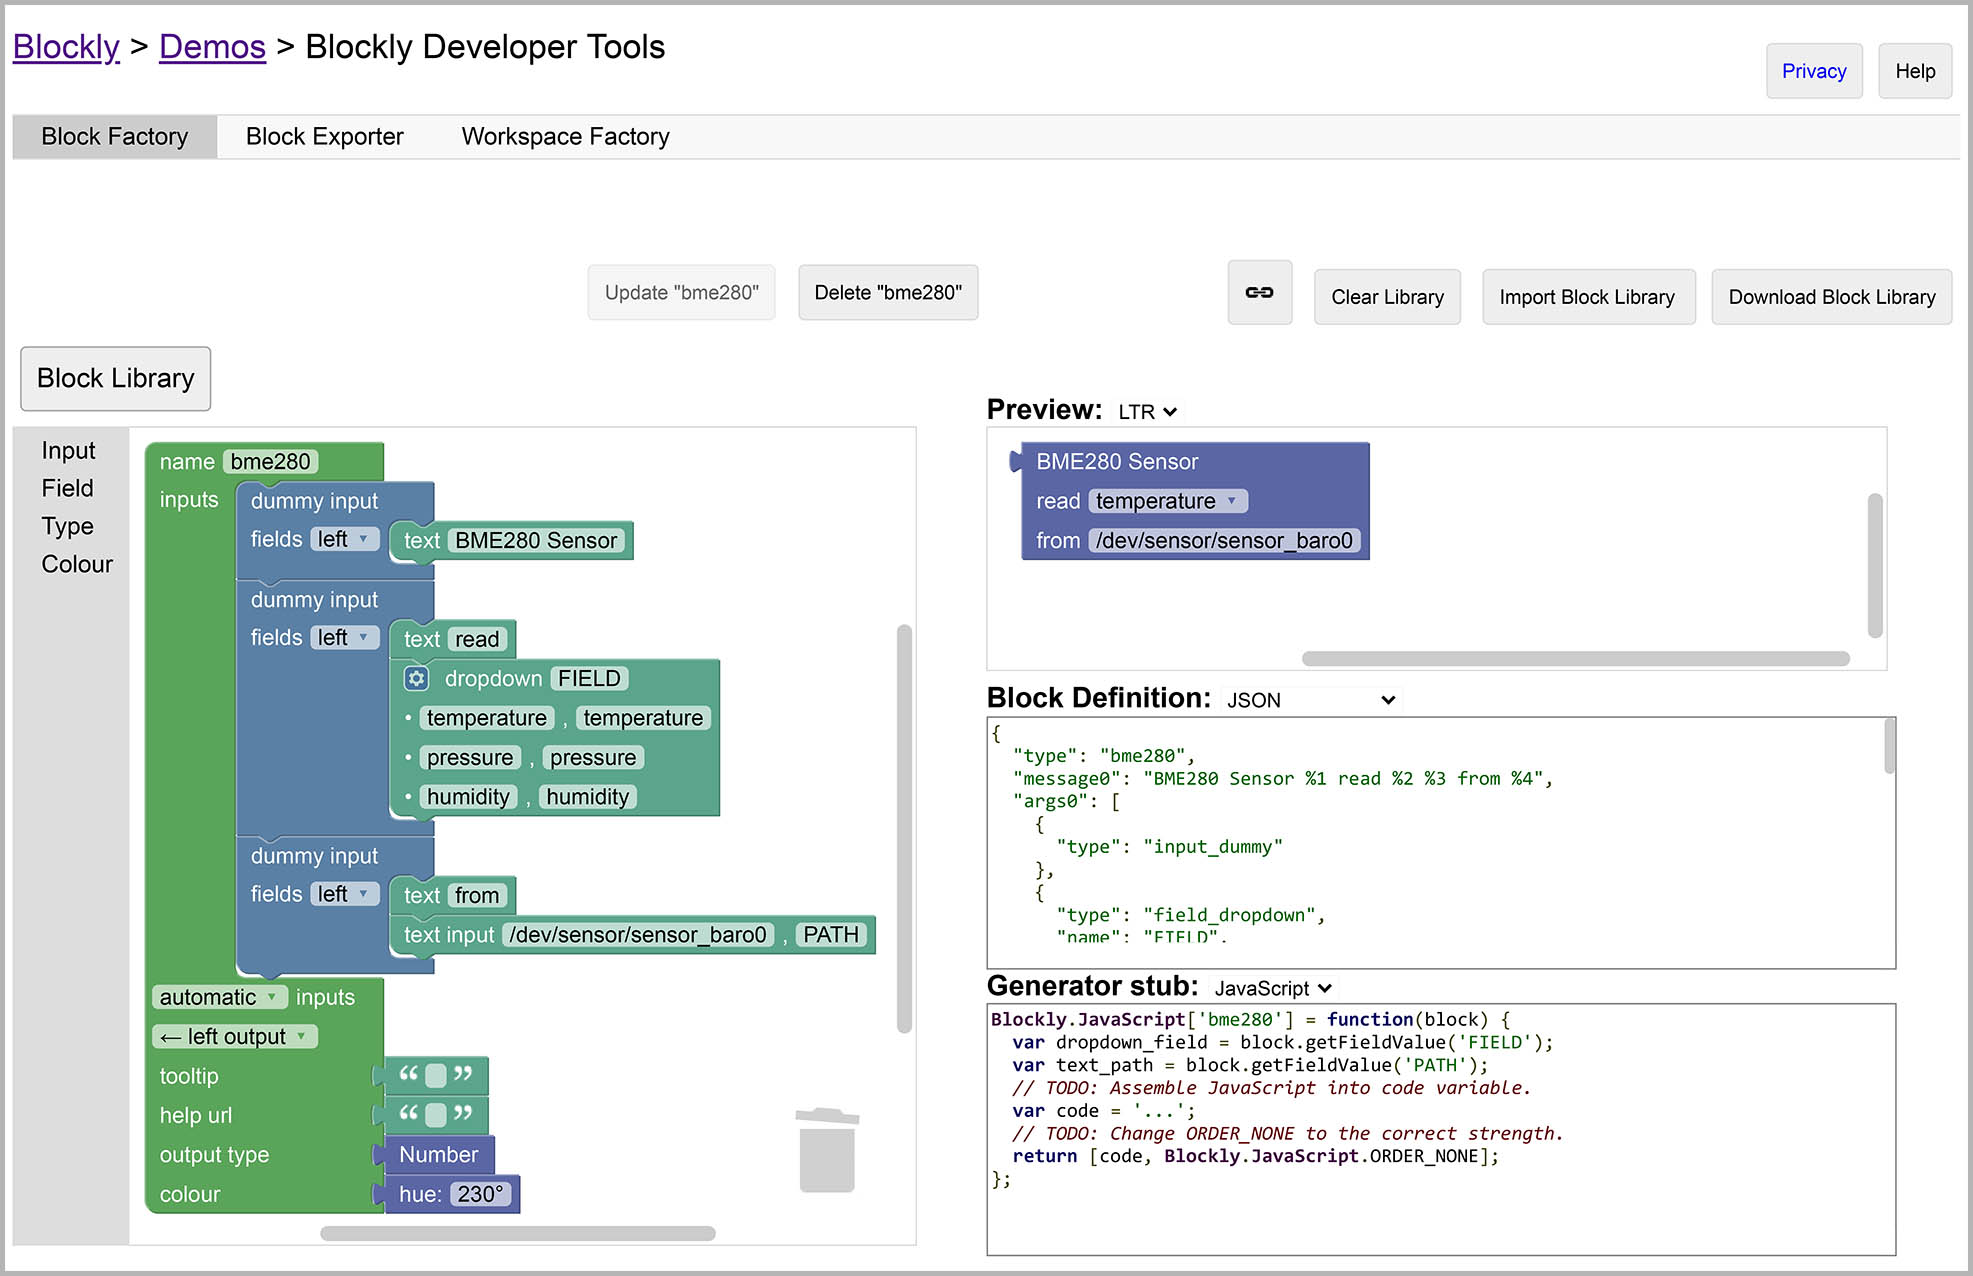 Blockly > Demos > Blockly Developer Tools
Privacy
Help
Block Factory
Block Exporter
Workspace Factory
Update "bme280"
Delete "bme280"
Clear Library
Import Block Library
Download Block Library
Block Library
Input
Field
Type
Colour
name bme280
inputs
dummy input
fields left
text BME280 Sensor
dummy input
fields left
text read
dropdown FIELD
• temperature , temperature
• pressure , pressure
• humidity , humidity
dummy input
fields left
text from
text input /dev/sensor/sensor_baro0 , PATH
automatic inputs
← left output
tooltip “ ”
help url “ ”
output type Number
colour hue: 230°
Preview: LTR
BME280 Sensor
read temperature
from /dev/sensor/sensor_baro0
Block Definition: JSON
{
  "type": "bme280",
  "message0": "BME280 Sensor %1 read %2 %3 from %4",
  "args0": [
    {
      "type": "input_dummy"
    },
    {
      "type": "field_dropdown",
      "name": "FIELD",
Generator stub: JavaScript
Blockly.JavaScript['bme280'] = function(block) {
  var dropdown_field = block.getFieldValue('FIELD');
  var text_path = block.getFieldValue('PATH');
  // TODO: Assemble JavaScript into code variable.
  var code = '...';
  // TODO: Change ORDER_NONE to the correct strength.
  return [code, Blockly.JavaScript.ORDER_NONE];
};